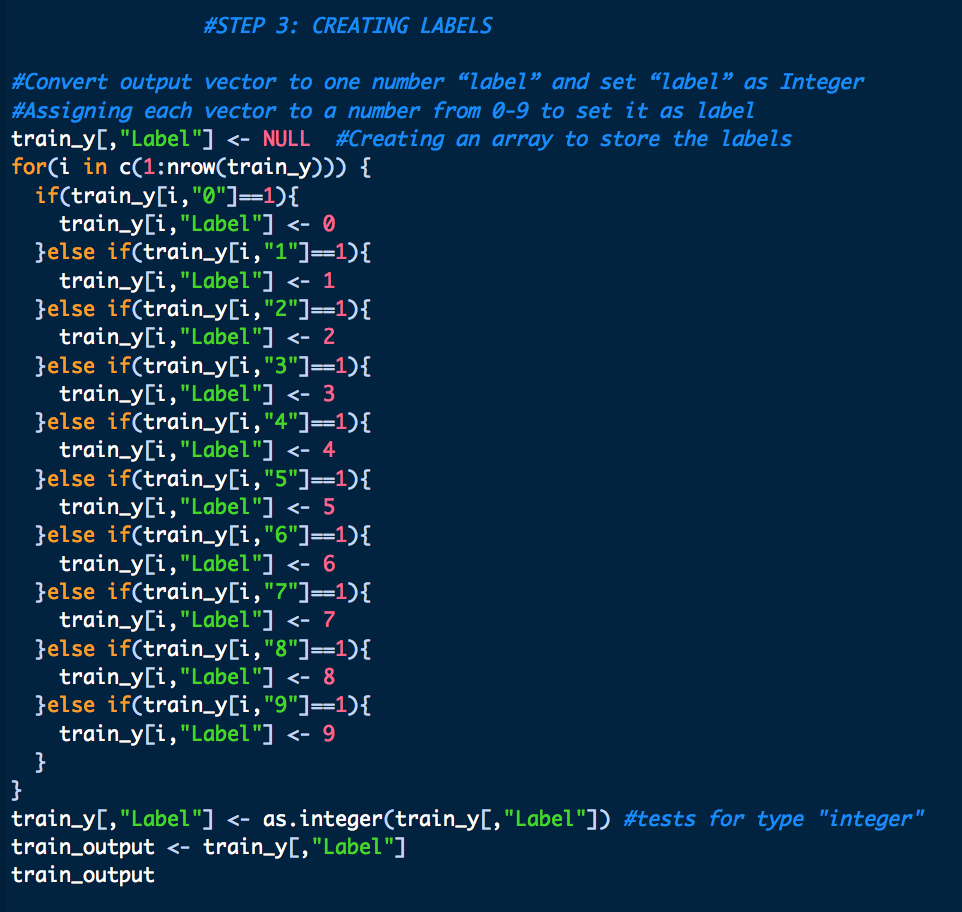 #STEP 3: CREATING LABELS
#Convert output vector to one number “label” and set “label” as Integer
#Assigning each vector to a number from 0-9 to set it as label
train_y[,"Label"] <- NULL  #Creating an array to store the labels
for(i in c(1:nrow(train_y))) {
  if(train_y[i,"0"]==1){
    train_y[i,"Label"] <- 0
  }else if(train_y[i,"1"]==1){
    train_y[i,"Label"] <- 1
  }else if(train_y[i,"2"]==1){
    train_y[i,"Label"] <- 2
  }else if(train_y[i,"3"]==1){
    train_y[i,"Label"] <- 3
  }else if(train_y[i,"4"]==1){
    train_y[i,"Label"] <- 4
  }else if(train_y[i,"5"]==1){
    train_y[i,"Label"] <- 5
  }else if(train_y[i,"6"]==1){
    train_y[i,"Label"] <- 6
  }else if(train_y[i,"7"]==1){
    train_y[i,"Label"] <- 7
  }else if(train_y[i,"8"]==1){
    train_y[i,"Label"] <- 8
  }else if(train_y[i,"9"]==1){
    train_y[i,"Label"] <- 9
  }
}
train_y[,"Label"] <- as.integer(train_y[,"Label"]) #tests for type "integer"
train_output <- train_y[,"Label"]
train_output